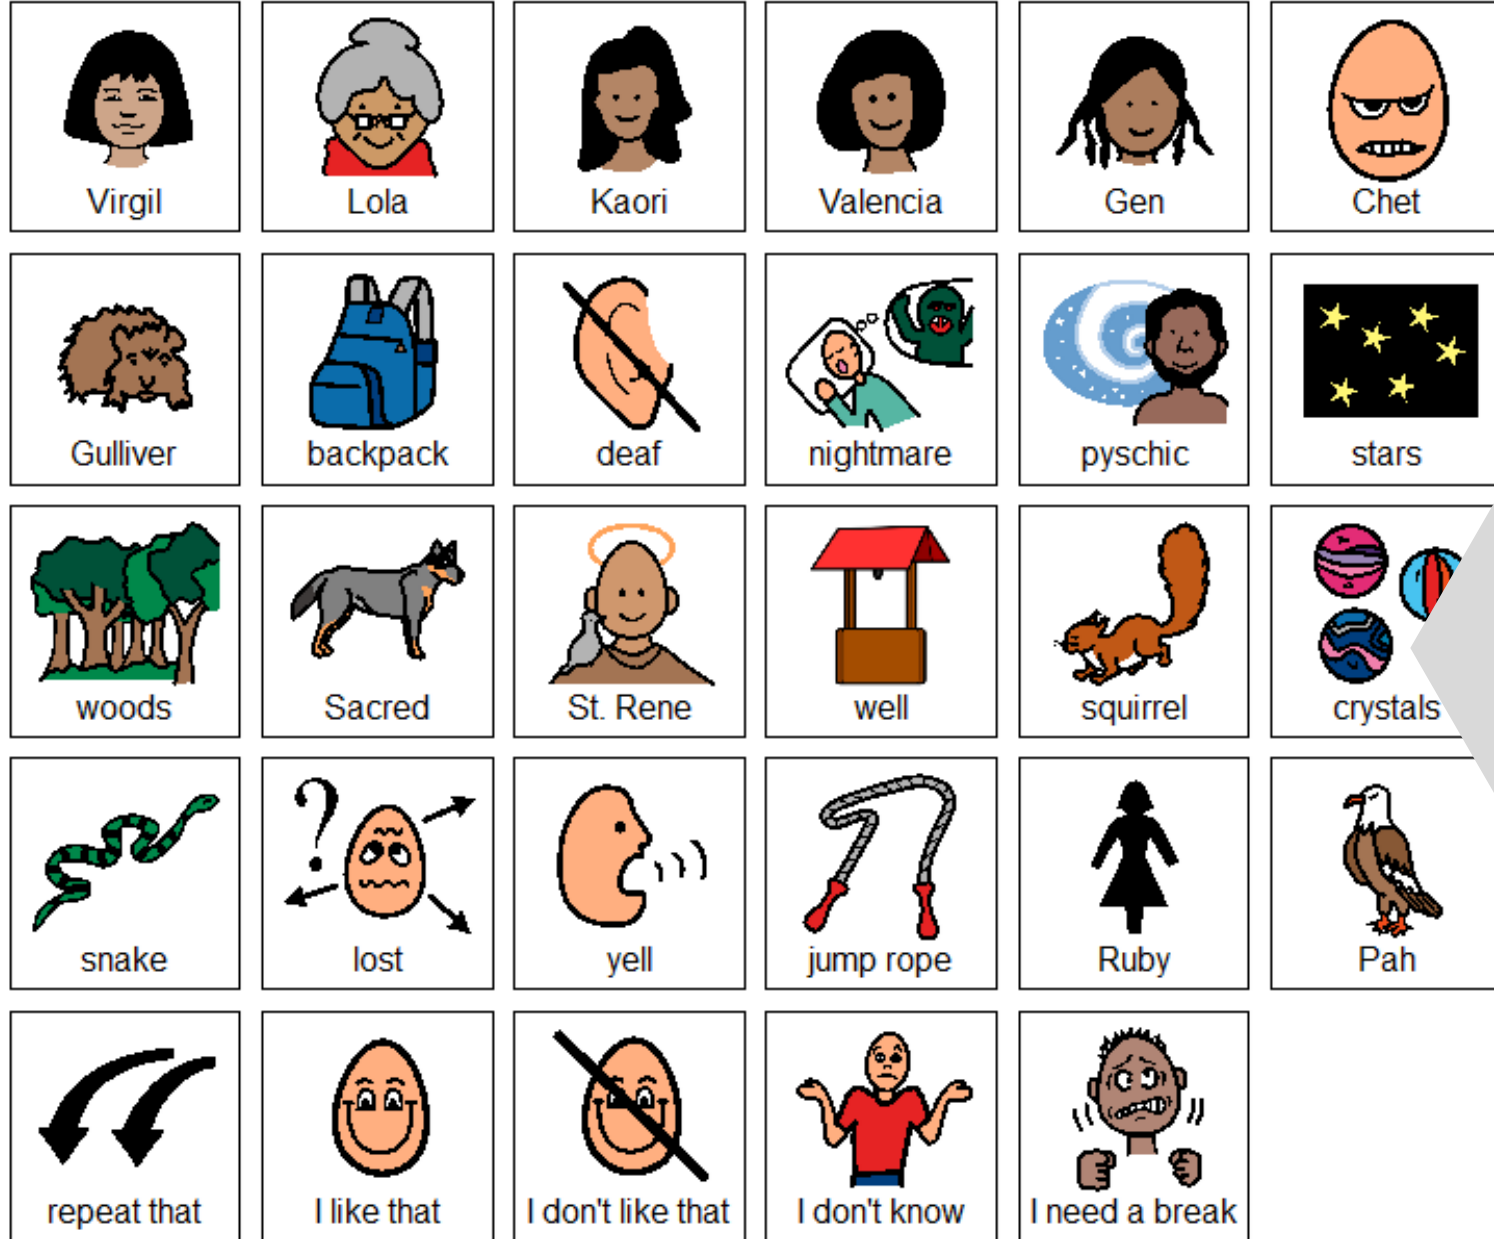 Virgil
Lola
Kaori
Valencia
Gen
Chet
Gulliver
backpack
deaf
nightmare
pyschic
stars
woods
Sacred
St. Rene
well
squirrel
crystals
?
snake
lost
yell
jump rope
Ruby
Pah
repeat that
I like that
I don't like that
I don't know
I need a break